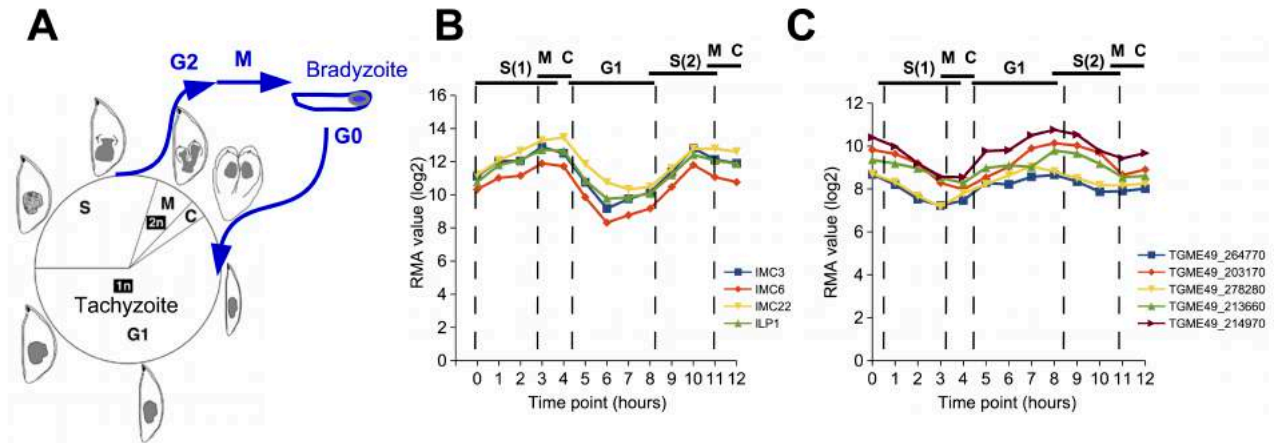 A
G2
M
Bradyzoite
G0
S
M
2n
C
1n
Tachyzoite
G1
B
M C
S(1) G1 S(2) M C
RMA value (log2)
16
14
12
10
8
6
4
2
0
0 1 2 3 4 5 6 7 8 9 10 11 12
Time point (hours)
IMC3
IMC6
IMC22
ILP1
C
M C
S(1) G1 S(2) M C
RMA value (log2)
12
10
8
6
4
2
0
0 1 2 3 4 5 6 7 8 9 10 11 12
Time point (hours)
TGME49_264770
TGME49_203170
TGME49_278280
TGME49_213660
TGME49_214970